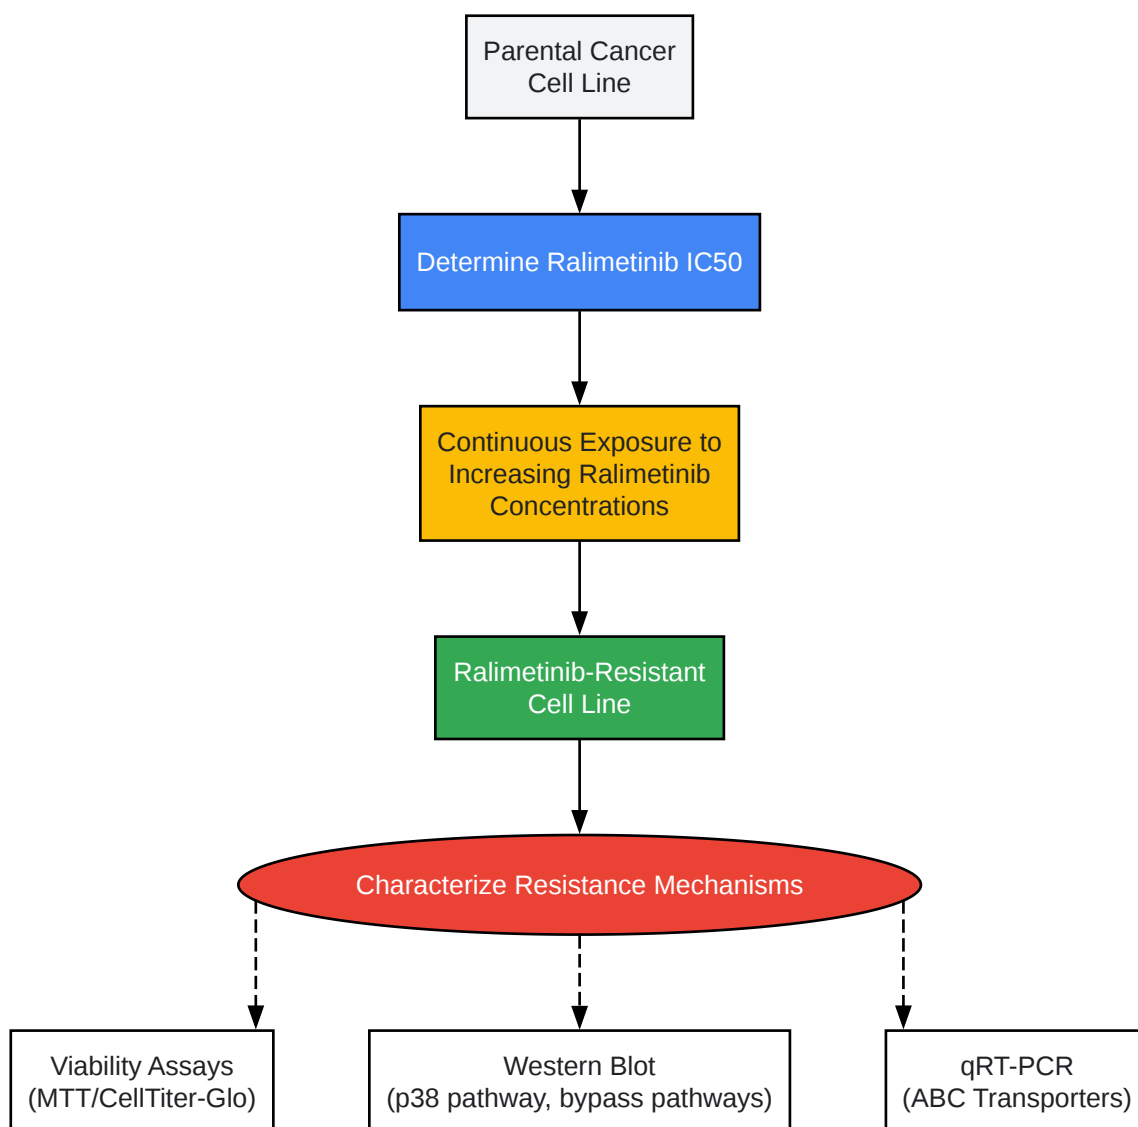 Parental Cancer
Cell Line
Determine Ralimetinib IC50
Continuous Exposure to
Increasing Ralimetinib
Concentrations
Ralimetinib-Resistant
Cell Line
Characterize Resistance Mechanisms
Viability Assays
(MTT/CellTiter-Glo)
Western Blot
(p38 pathway, bypass pathways)
qRT-PCR
(ABC Transporters)